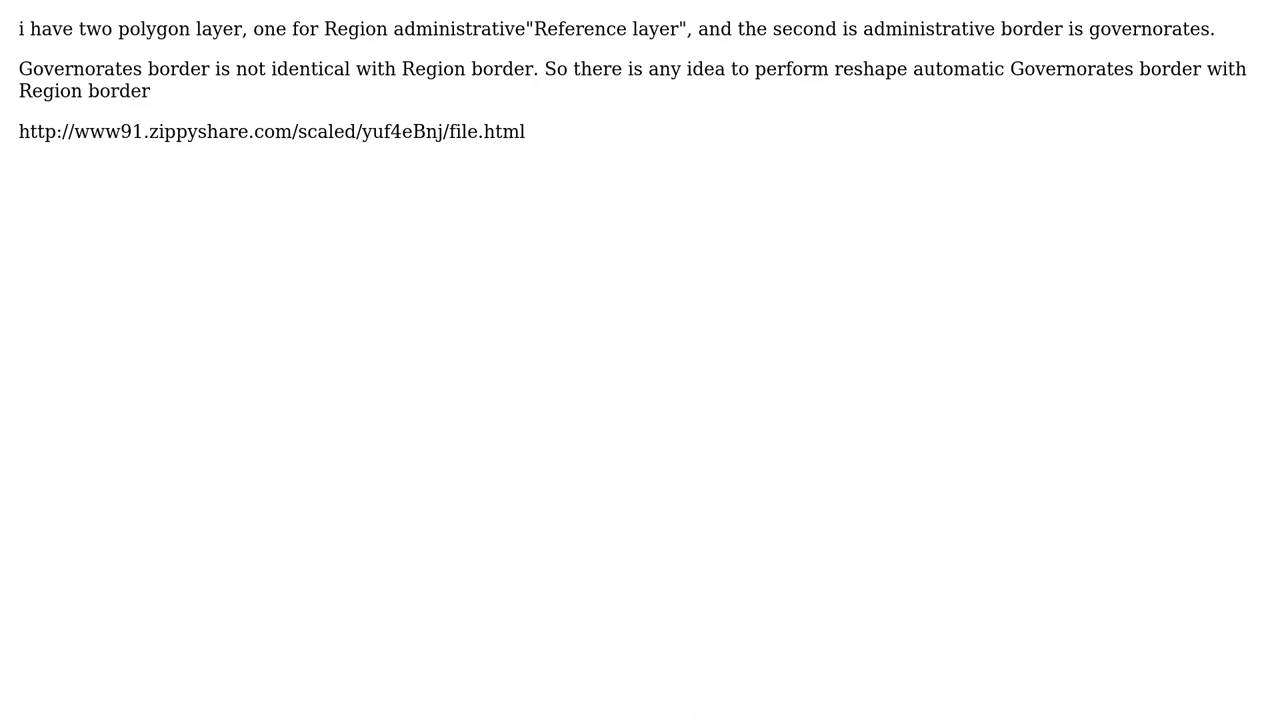 i have two polygon layer, one for Region administrative"Reference layer", and the second is administrative border is governorates.
Governorates border is not identical with Region border. So there is any idea to perform reshape automatic Governorates border with
Region border
http://www91.zippyshare.com/scaled/yuf4eBnj/file.html